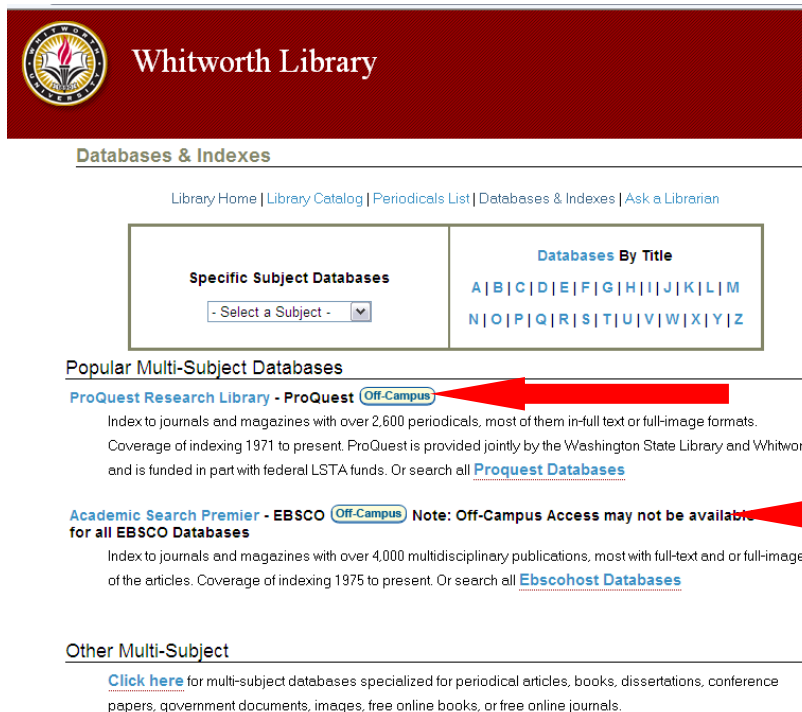 WHITWORTH
UNIVERSITY
Whitworth Library
Databases & Indexes
Library Home | Library Catalog | Periodicals List | Databases & Indexes | Ask a Librarian
Specific Subject Databases
- Select a Subject -
Databases By Title
A | B | C | D | E | F | G | H | I | J | K | L | M
N | O | P | Q | R | S | T | U | V | W | X | Y | Z
Popular Multi-Subject Databases
ProQuest Research Library - ProQuest Off-Campus
Index to journals and magazines with over 2,600 periodicals, most of them in-full text or full-image formats.
Coverage of indexing 1971 to present. ProQuest is provided jointly by the Washington State Library and Whitwor
and is funded in part with federal LSTA funds. Or search all Proquest Databases
Academic Search Premier - EBSCO Off-Campus Note: Off-Campus Access may not be available
for all EBSCO Databases
Index to journals and magazines with over 4,000 multidisciplinary publications, most with full-text and or full-image
of the articles. Coverage of indexing 1975 to present. Or search all Ebscohost Databases
Other Multi-Subject
Click here for multi-subject databases specialized for periodical articles, books, dissertations, conference
papers, government documents, images, free online books, or free online journals.